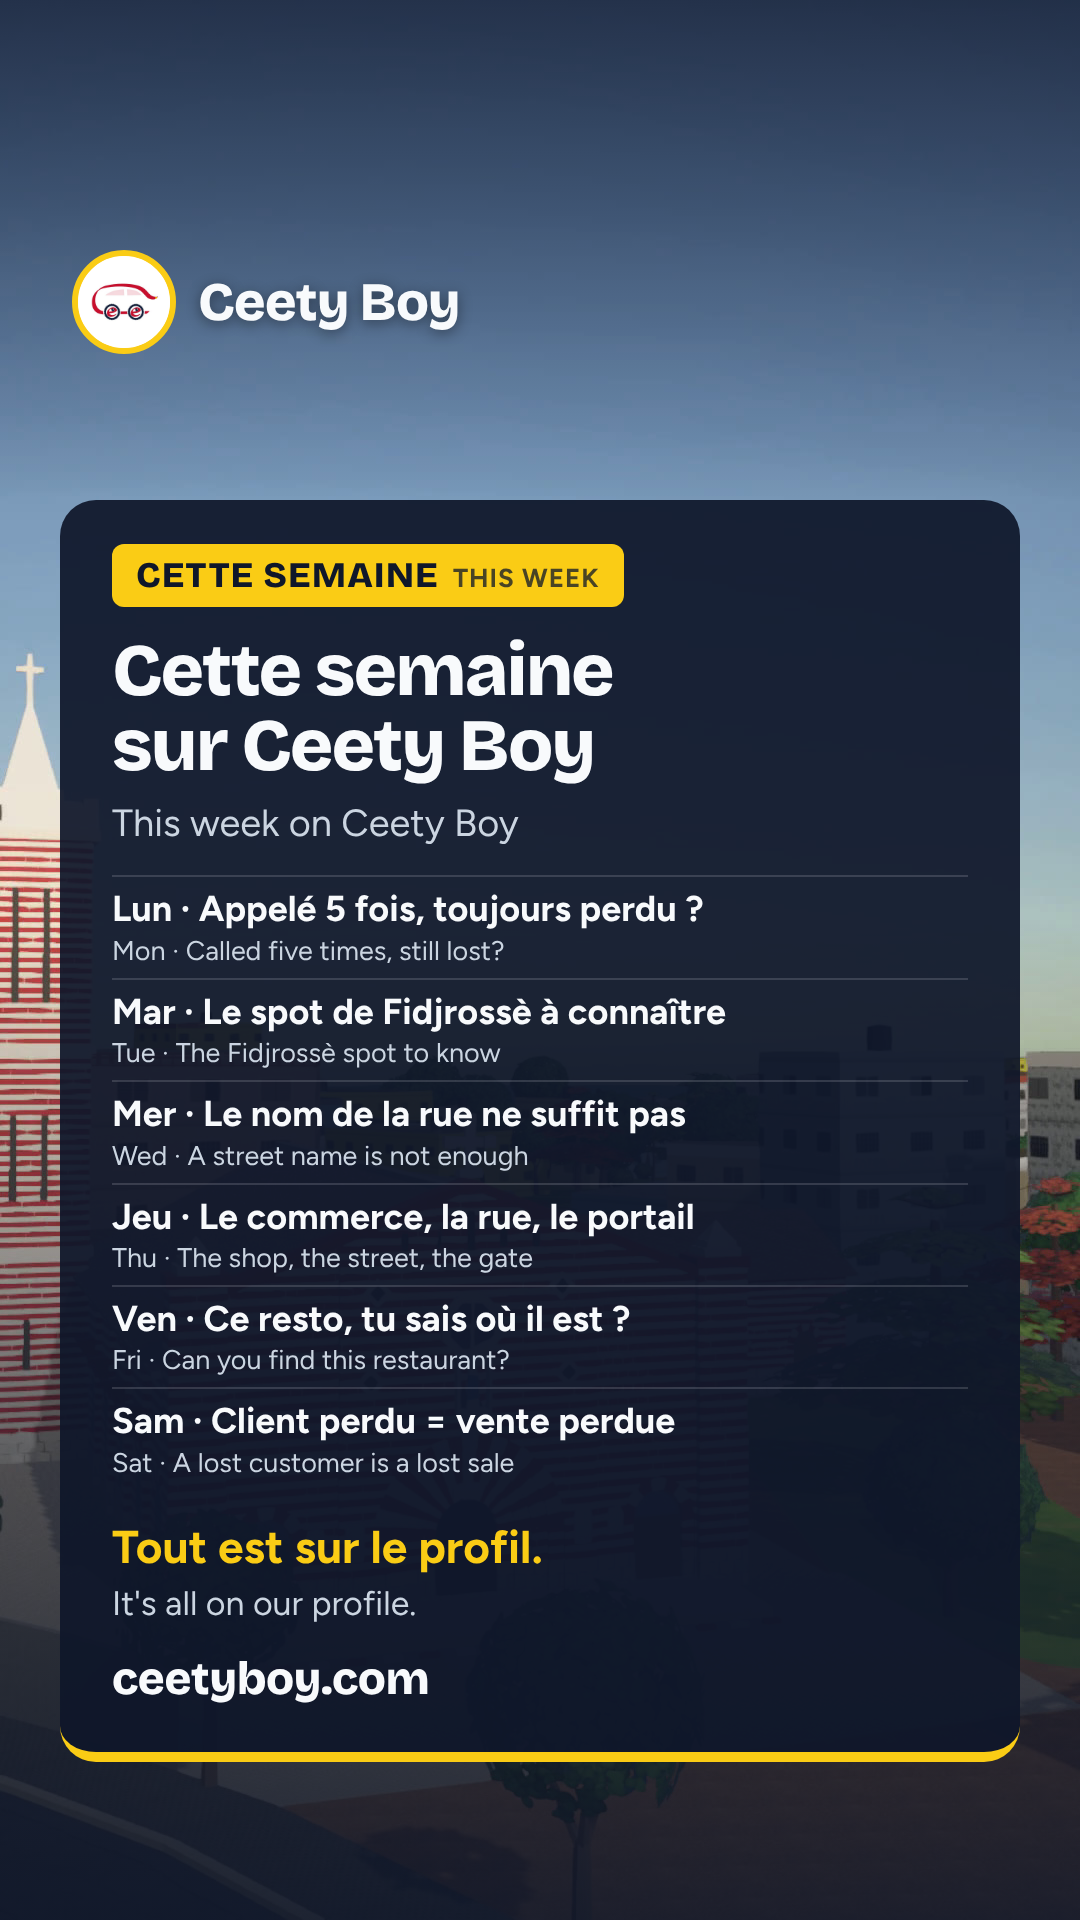 Ceety Boy
CETTE SEMAINE THIS WEEK
Cette semaine
sur Ceety Boy
This week on Ceety Boy
Lun · Appelé 5 fois, toujours perdu ?
Mon · Called five times, still lost?
Mar · Le spot de Fidjrossè à connaître
Tue · The Fidjrossè spot to know
Mer · Le nom de la rue ne suffit pas
Wed · A street name is not enough
Jeu · Le commerce, la rue, le portail
Thu · The shop, the street, the gate
Ven · Ce resto, tu sais où il est ?
Fri · Can you find this restaurant?
Sam · Client perdu = vente perdue
Sat · A lost customer is a lost sale
Tout est sur le profil.
It's all on our profile.
ceetyboy.com